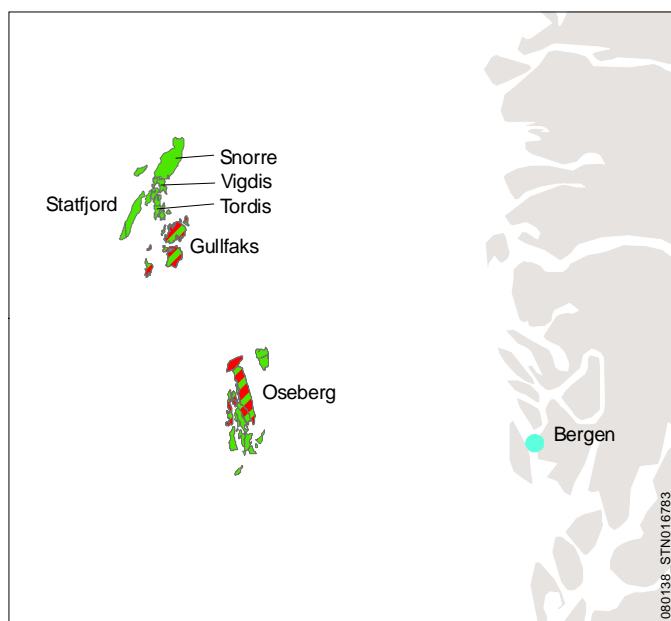 Snorre
Vigdis
Statfjord
Tordis
Gullfaks
Oseberg
Bergen
080138_STN016783